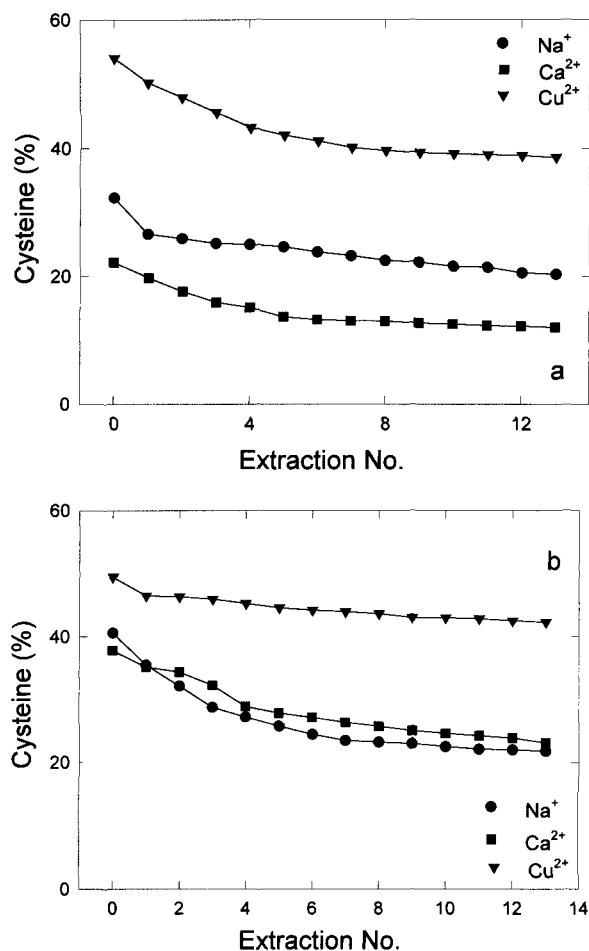 60
40
20
0
Cysteine (%)
Na⁺
Ca²⁺
Cu²⁺
a
0 4 8 12
Extraction No.
60
40
20
0
Cysteine (%)
b
Na⁺
Ca²⁺
Cu²⁺
0 2 4 6 8 10 12 14
Extraction No.